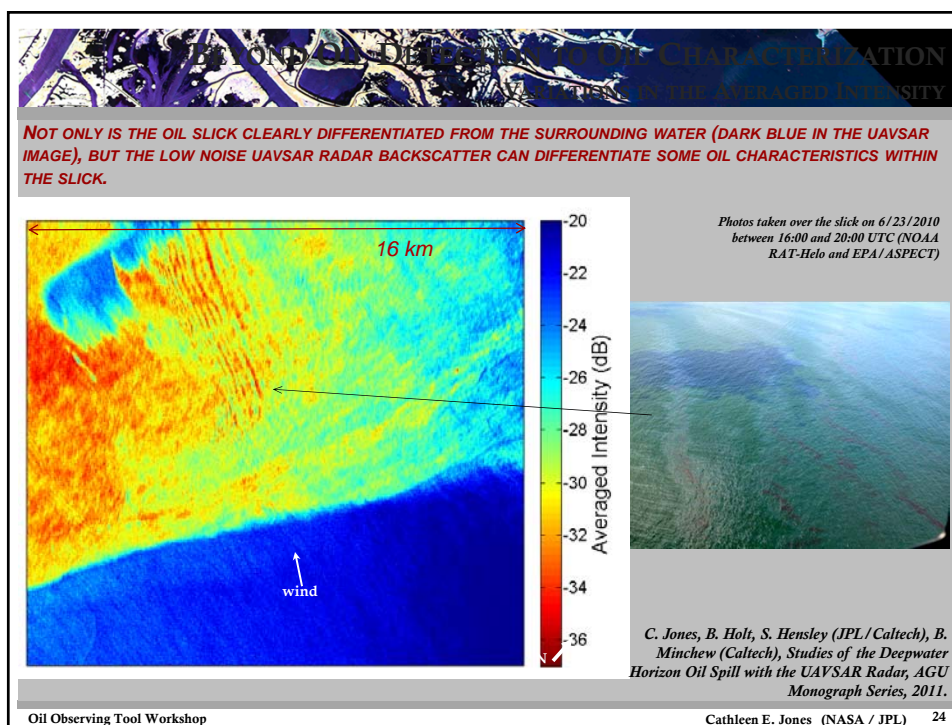 BEYOND OIL DETECTION TO OIL CHARACTERIZATION
VARIATIONS IN THE AVERAGED INTENSITY
NOT ONLY IS THE OIL SLICK CLEARLY DIFFERENTIATED FROM THE SURROUNDING WATER (DARK BLUE IN THE UAVSAR
IMAGE), BUT THE LOW NOISE UAVSAR RADAR BACKSCATTER CAN DIFFERENTIATE SOME OIL CHARACTERISTICS WITHIN
THE SLICK.
16 km
-20
-22
-24
-26
-28
-30
-32
-34
-36
Averaged Intensity (dB)
wind
N
Photos taken over the slick on 6/23/2010
between 16:00 and 20:00 UTC (NOAA
RAT-Helo and EPA/ASPECT)
C. Jones, B. Holt, S. Hensley (JPL/Caltech), B.
Minchew (Caltech), Studies of the Deepwater
Horizon Oil Spill with the UAVSAR Radar, AGU
Monograph Series, 2011.
Oil Observing Tool Workshop
Cathleen E. Jones (NASA / JPL) 24